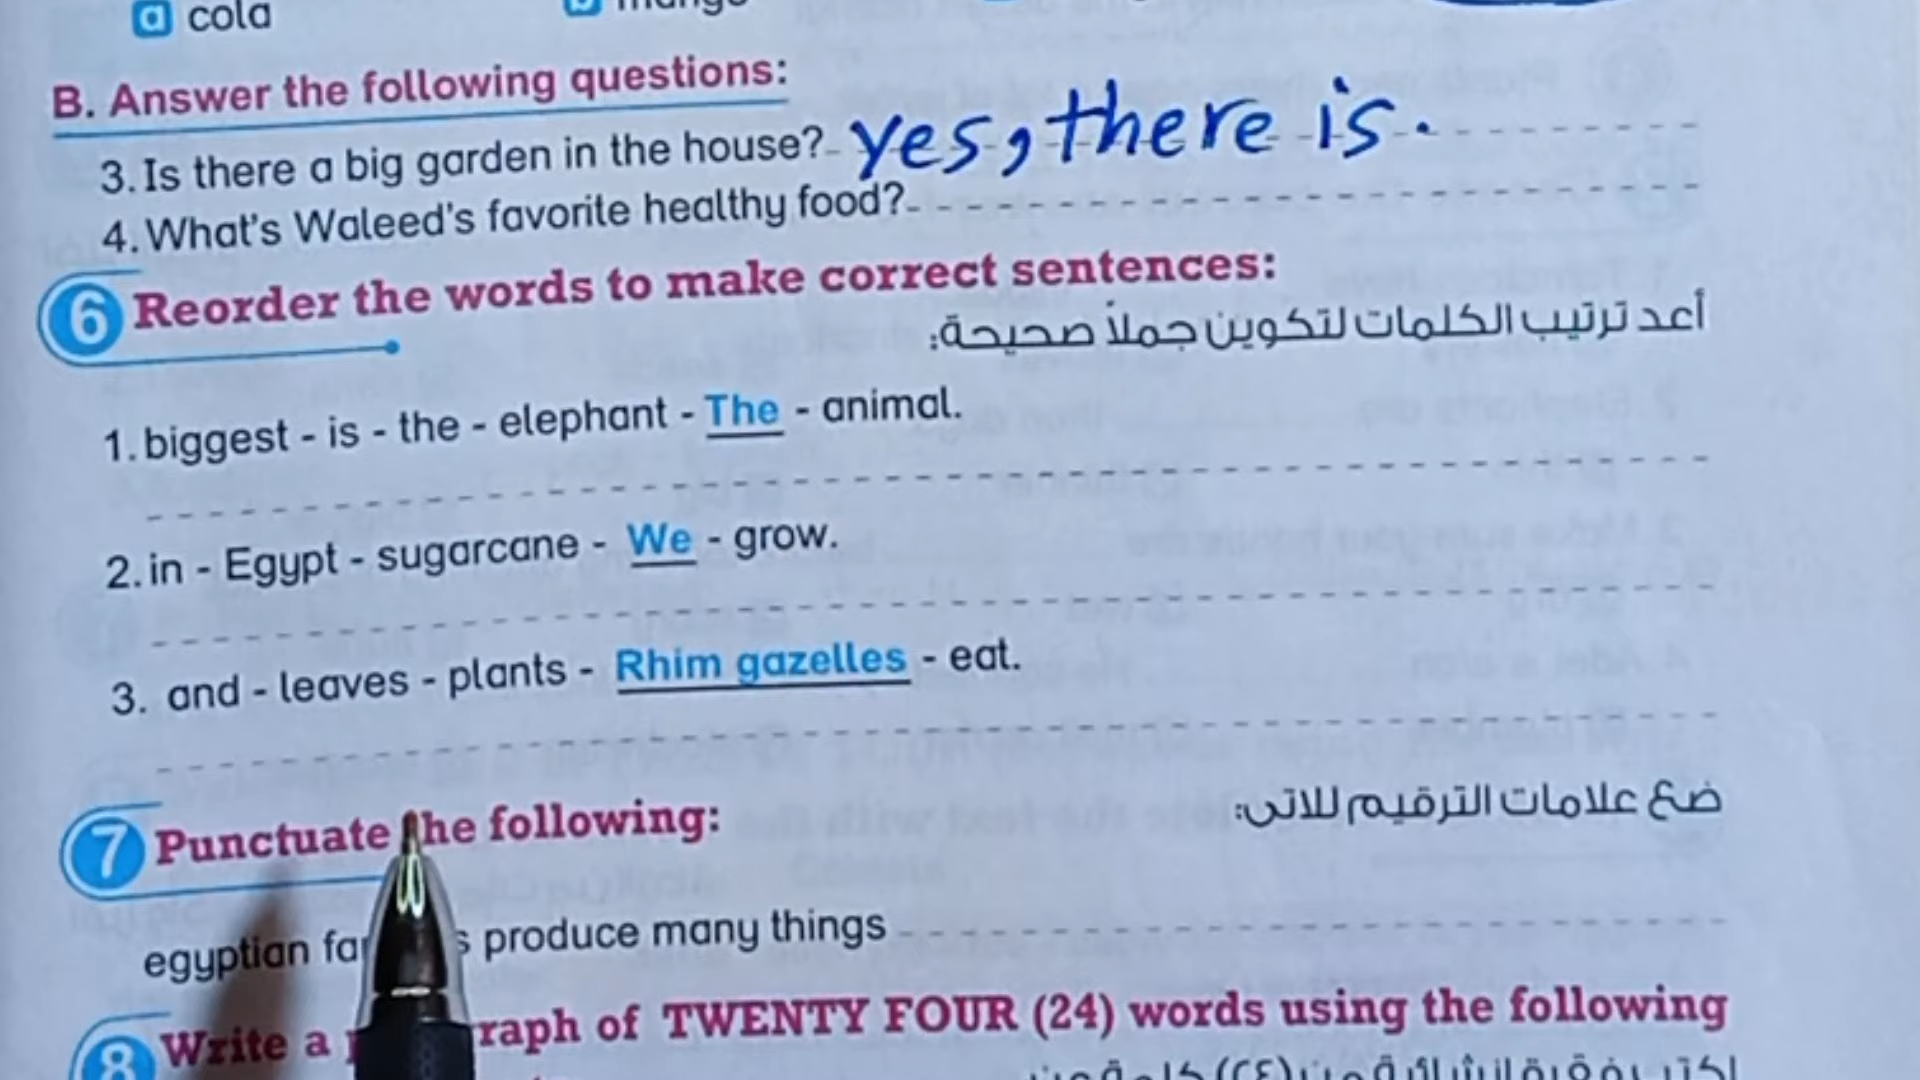 a cola b mango
B. Answer the following questions:
3. Is there a big garden in the house? yes, there is.
4. What's Waleed's favorite healthy food?
6 Reorder the words to make correct sentences:
أعد ترتيب الكلمات لتكوين جملاً صحيحة:
1. biggest - is - the - elephant - The - animal.
2. in - Egypt - sugarcane - We - grow.
3. and - leaves - plants - Rhim gazelles - eat.
7 Punctuate the following:
ضع علامات الترقيم للاتى:
egyptian produce many things
8 Write a of TWENTY FOUR (24) words using the following